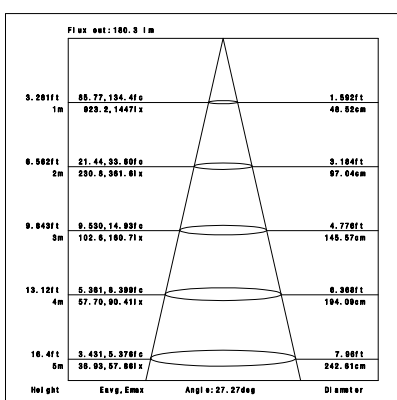 Flux out:180.3 lm
3.281ft 85.77,134.4fc 1.592ft
1m 923.2,1447lx 48.52cm
6.562ft 21.44,33.60fc 3.184ft
2m 230.8,361.6lx 97.04cm
9.843ft 9.530,14.93fc 4.776ft
3m 102.6,160.7lx 145.57cm
13.12ft 5.361,8.399fc 6.368ft
4m 57.70,90.41lx 194.09cm
16.4ft 3.431,5.376fc 7.96ft
5m 36.93,57.86lx 242.61cm
Height Eavg,Emax Angle:27.27deg Diameter